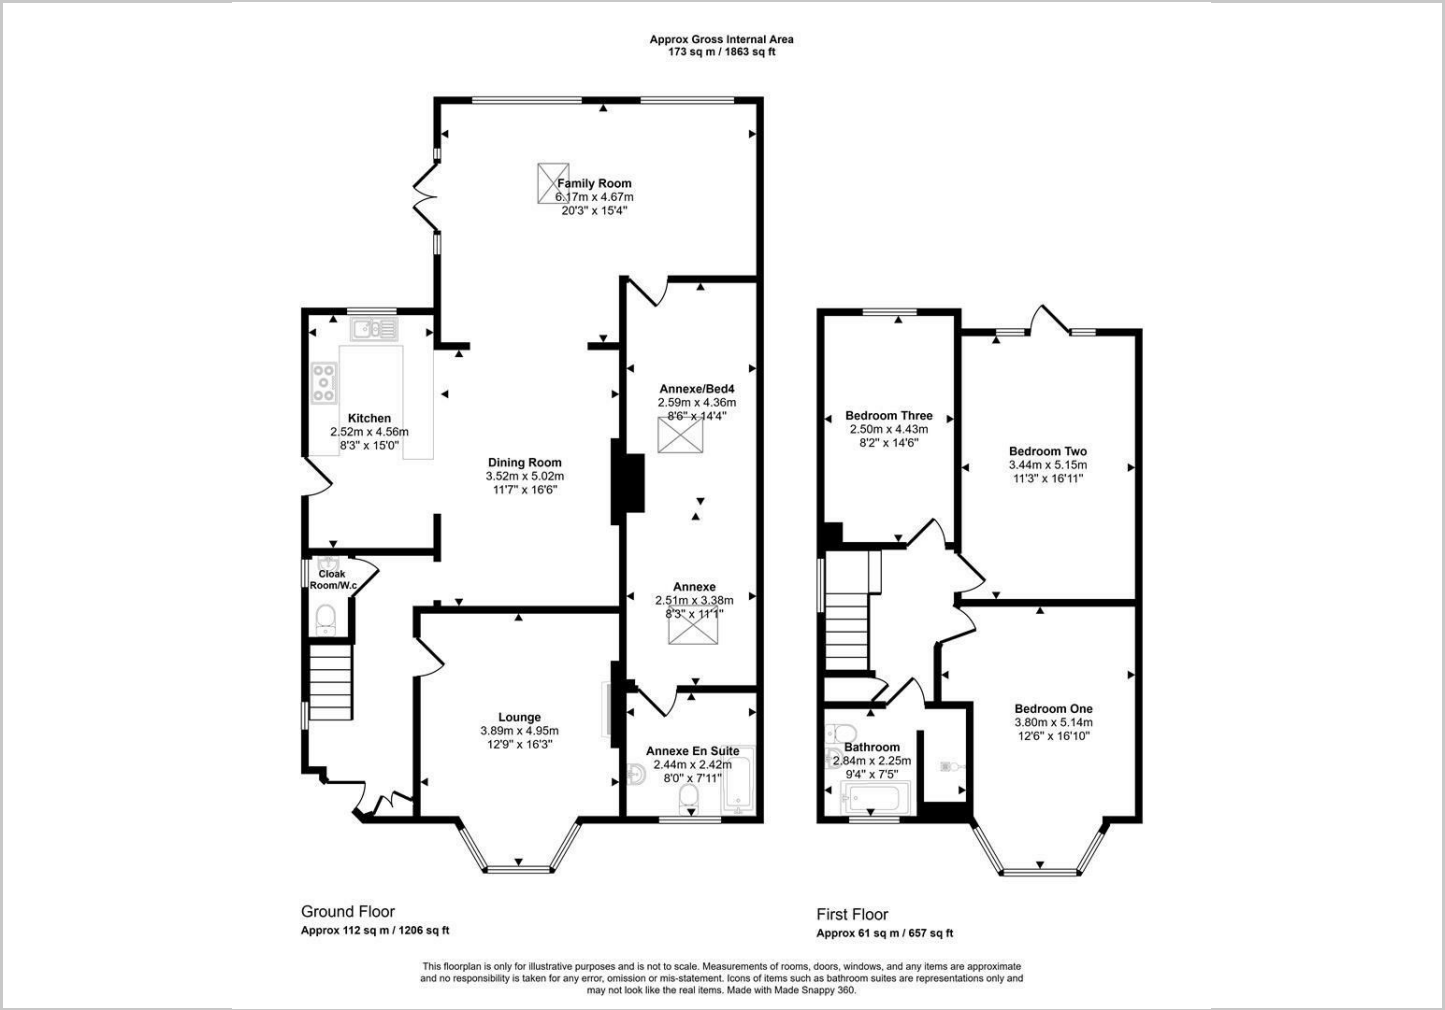 Approx Gross Internal Area
173 sq m / 1863 sq ft
Family Room
6.17m x 4.67m
20'3" x 15'4"
Kitchen
2.52m x 4.56m
8'3" x 15'0"
Dining Room
3.52m x 5.02m
11'7" x 16'6"
Annexe/Bed4
2.59m x 4.36m
8'6" x 14'4"
Annexe
2.51m x 3.38m
8'3" x 11'1"
Cloak
Room/W.c
Lounge
3.89m x 4.95m
12'9" x 16'3"
Annexe En Suite
2.44m x 2.42m
8'0" x 7'11"
Bedroom Three
2.50m x 4.43m
8'2" x 14'6"
Bedroom Two
3.44m x 5.15m
11'3" x 16'11"
Bedroom One
3.80m x 5.14m
12'6" x 16'10"
Bathroom
2.84m x 2.25m
9'4" x 7'5"
Ground Floor
Approx 112 sq m / 1206 sq ft
First Floor
Approx 61 sq m / 657 sq ft
This floorplan is only for illustrative purposes and is not to scale. Measurements of rooms, doors, windows, and any items are approximate
and no responsibility is taken for any error, omission or mis-statement. Icons of items such as bathroom suites are representations only and
may not look like the real items. Made with Made Snappy 360.